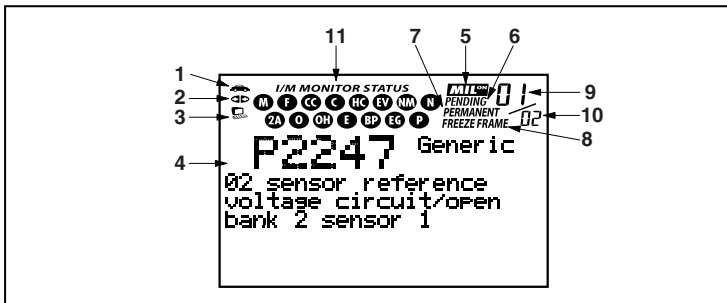 11
7
6
5
1
2
3
4
I/M MONITOR STATUS
MIL ON
01
9
PENDING
PERMANENT
FREEZE FRAME
02
10
8
M F CC C HC EV NM N
2A O OH E BP EG P
P2247 Generic
O2 sensor reference
voltage circuit/open
bank 2 sensor 1